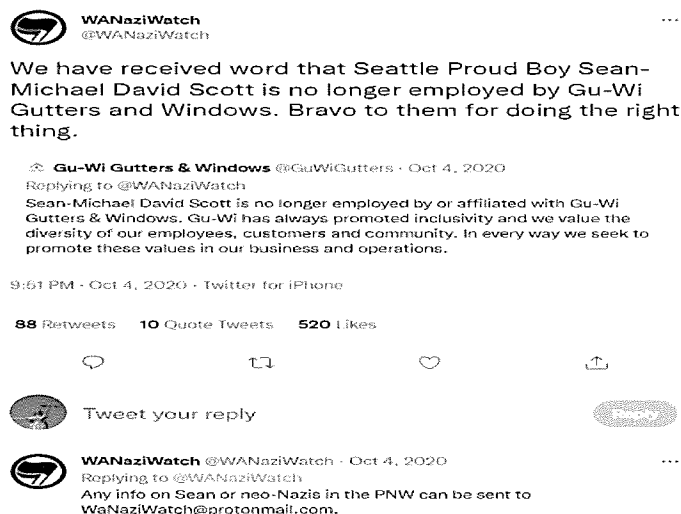 WANaziWatch
@WANaziWatch
We have received word that Seattle Proud Boy Sean-
Michael David Scott is no longer employed by Gu-Wi
Gutters and Windows. Bravo to them for doing the right
thing.
Gu-Wi Gutters & Windows @GuWiGutters · Oct 4, 2020
Replying to @WANaziWatch
Sean-Michael David Scott is no longer employed by or affiliated with Gu-Wi
Gutters & Windows. Gu-Wi has always promoted inclusivity and we value the
diversity of our employees, customers and community. In every way we seek to
promote these values in our business and operations.
9:51 PM · Oct 4, 2020 · Twitter for iPhone
88 Retweets 10 Quote Tweets 520 Likes
Tweet your reply
Reply
WANaziWatch @WANaziWatch · Oct 4, 2020
Replying to @WANaziWatch
Any info on Sean or neo-Nazis in the PNW can be sent to
WaNaziWatch@protonmail.com.